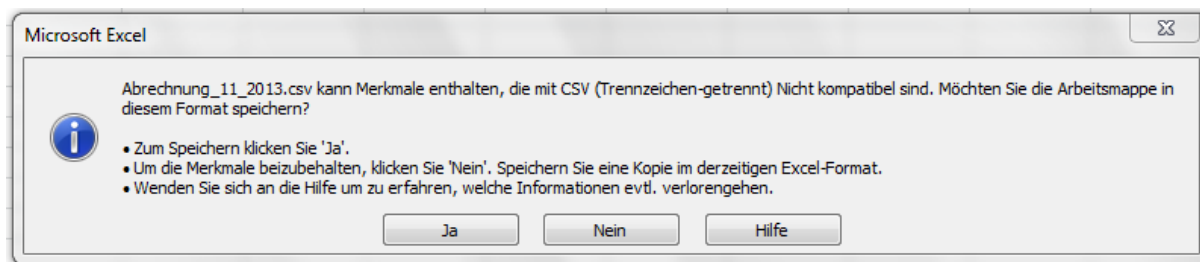 Microsoft Excel
Abrechnung_11_2013.csv kann Merkmale enthalten, die mit CSV (Trennzeichen-getrennt) Nicht kompatibel sind. Möchten Sie die Arbeitsmappe in
diesem Format speichern?
• Zum Speichern klicken Sie 'Ja'.
• Um die Merkmale beizubehalten, klicken Sie 'Nein'. Speichern Sie eine Kopie im derzeitigen Excel-Format.
• Wenden Sie sich an die Hilfe um zu erfahren, welche Informationen evtl. verlorengehen.
Ja Nein Hilfe